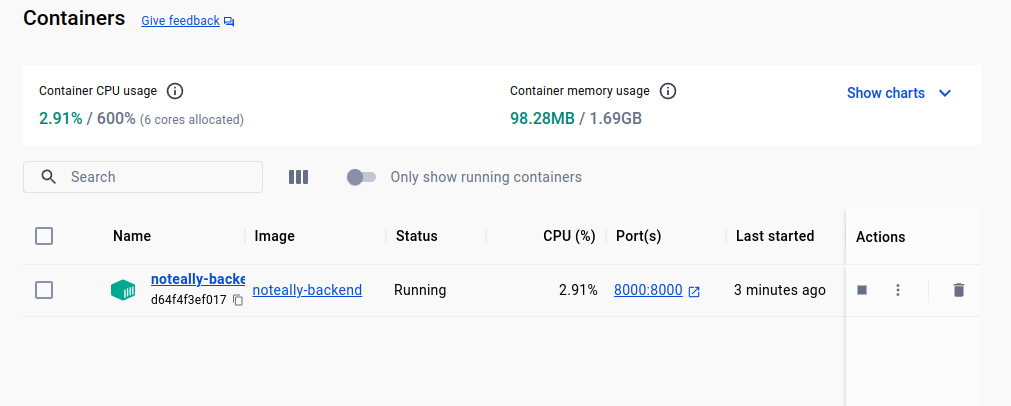 Containers Give feedback
Container CPU usage
2.91% / 600% (6 cores allocated)
Container memory usage
98.28MB / 1.69GB
Show charts
Search
Only show running containers
Name Image Status CPU (%) Port(s) Last started Actions
noteally-backe
d64f4f3ef017
noteally-backend Running 2.91% 8000:8000 3 minutes ago